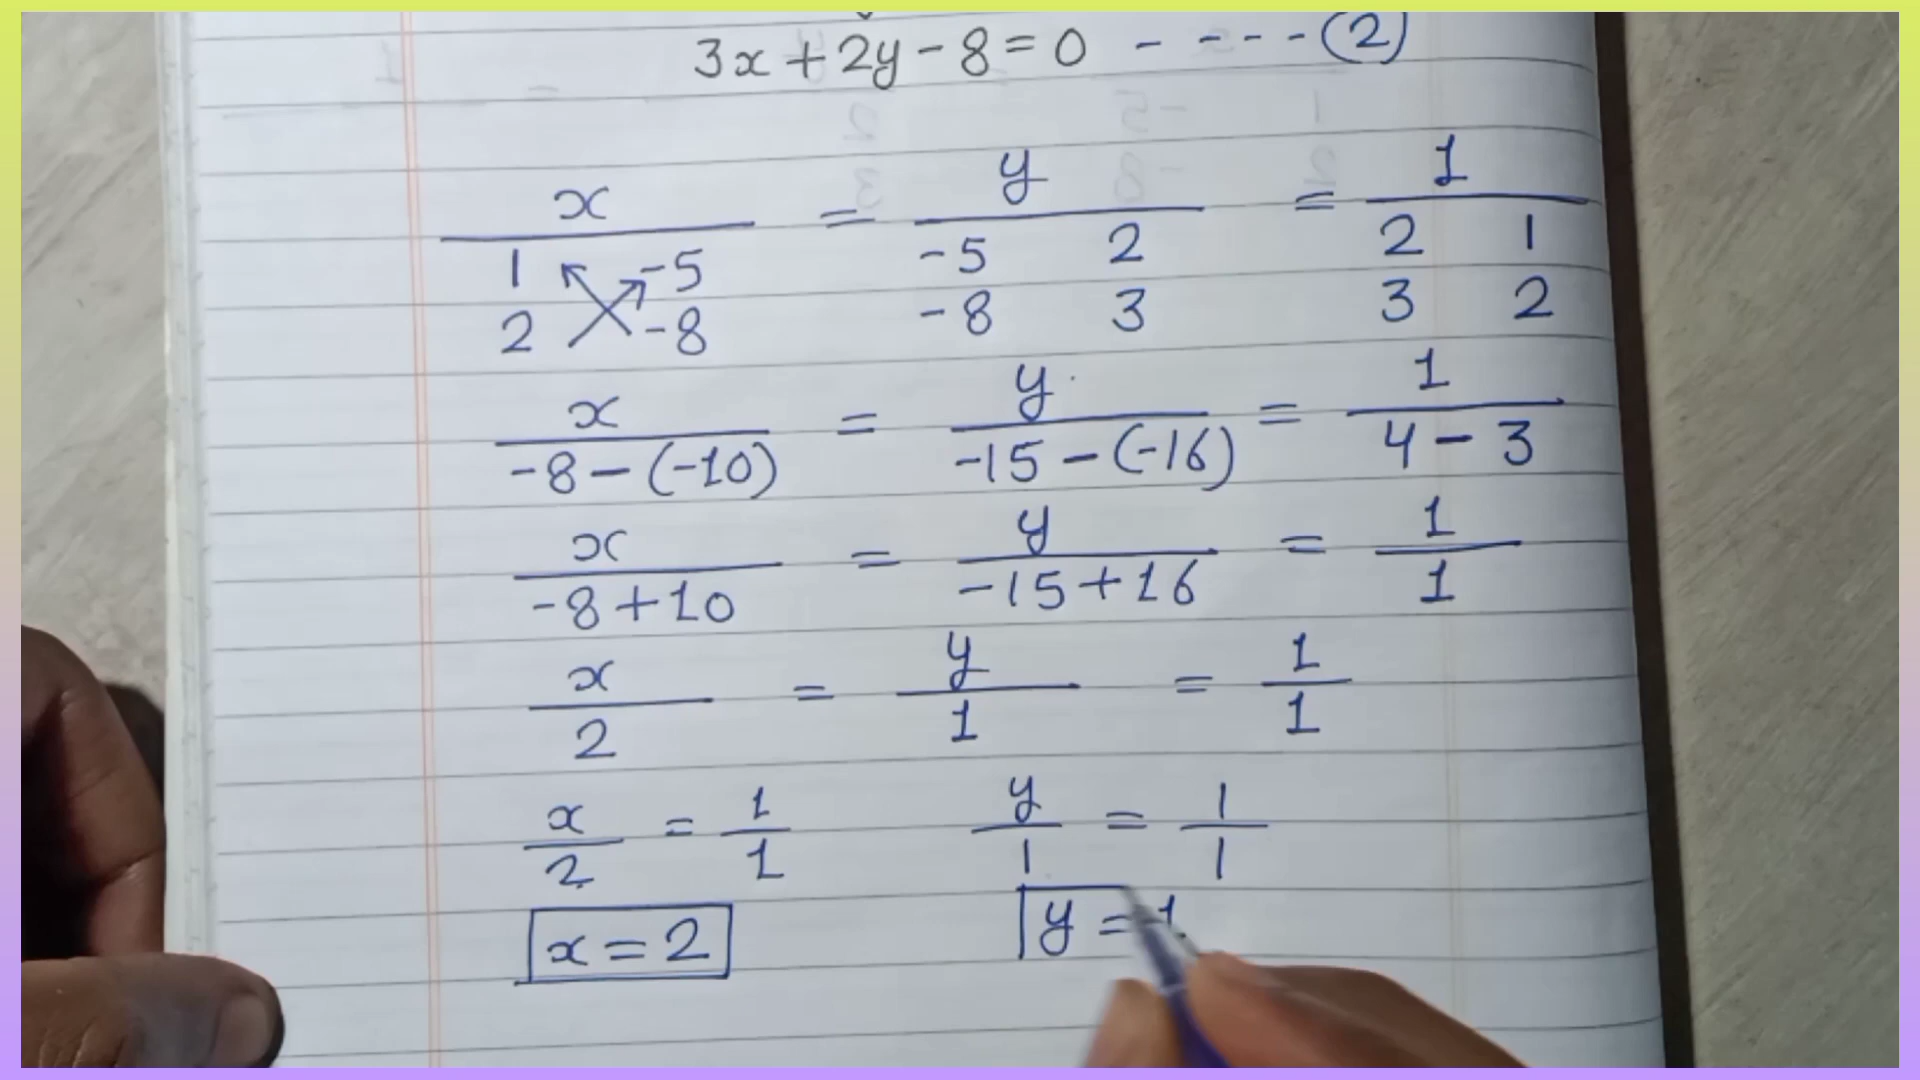 3x + 2y - 8 = 0 - - - - (2)
x = y = 1
1 -5 -5 2 2 1
2 -8 -8 3 3 2
x = y = 1
-8 - (-10) -15 - (-16) 4 - 3
x = y = 1
-8 + 10 -15 + 16 1
x = y = 1
2 1 1
x = 1 y = 1
2 1 1 1
x = 2 y = 1